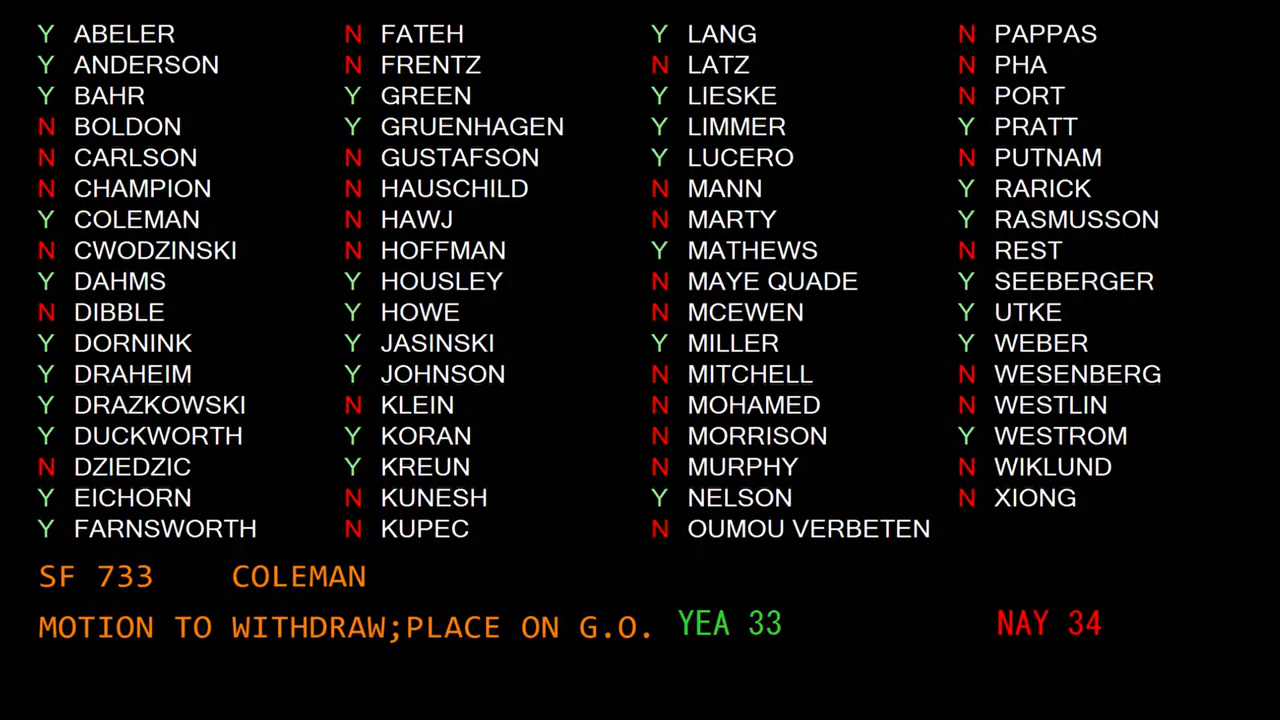 Y ABELER N FATEH Y LANG N PAPPAS
Y ANDERSON N FRENTZ N LATZ N PHA
Y BAHR Y GREEN Y LIESKE N PORT
N BOLDON Y GRUENHAGEN Y LIMMER Y PRATT
N CARLSON N GUSTAFSON Y LUCERO N PUTNAM
N CHAMPION N HAUSCHILD N MANN Y RARICK
Y COLEMAN N HAWJ N MARTY Y RASMUSSON
N CWODZINSKI N HOFFMAN Y MATHEWS N REST
Y DAHMS Y HOUSLEY N MAYE QUADE Y SEEBERGER
N DIBBLE Y HOWE N MCEWEN Y UTKE
Y DORNINK Y JASINSKI Y MILLER Y WEBER
Y DRAHEIM Y JOHNSON N MITCHELL N WESENBERG
Y DRAZKOWSKI N KLEIN N MOHAMED N WESTLIN
Y DUCKWORTH Y KORAN N MORRISON Y WESTROM
N DZIEDZIC Y KREUN N MURPHY N WIKLUND
Y EICHORN N KUNESH Y NELSON N XIONG
Y FARNSWORTH N KUPEC N OUMOU VERBETEN
SF 733 COLEMAN
MOTION TO WITHDRAW;PLACE ON G.O. YEA 33 NAY 34